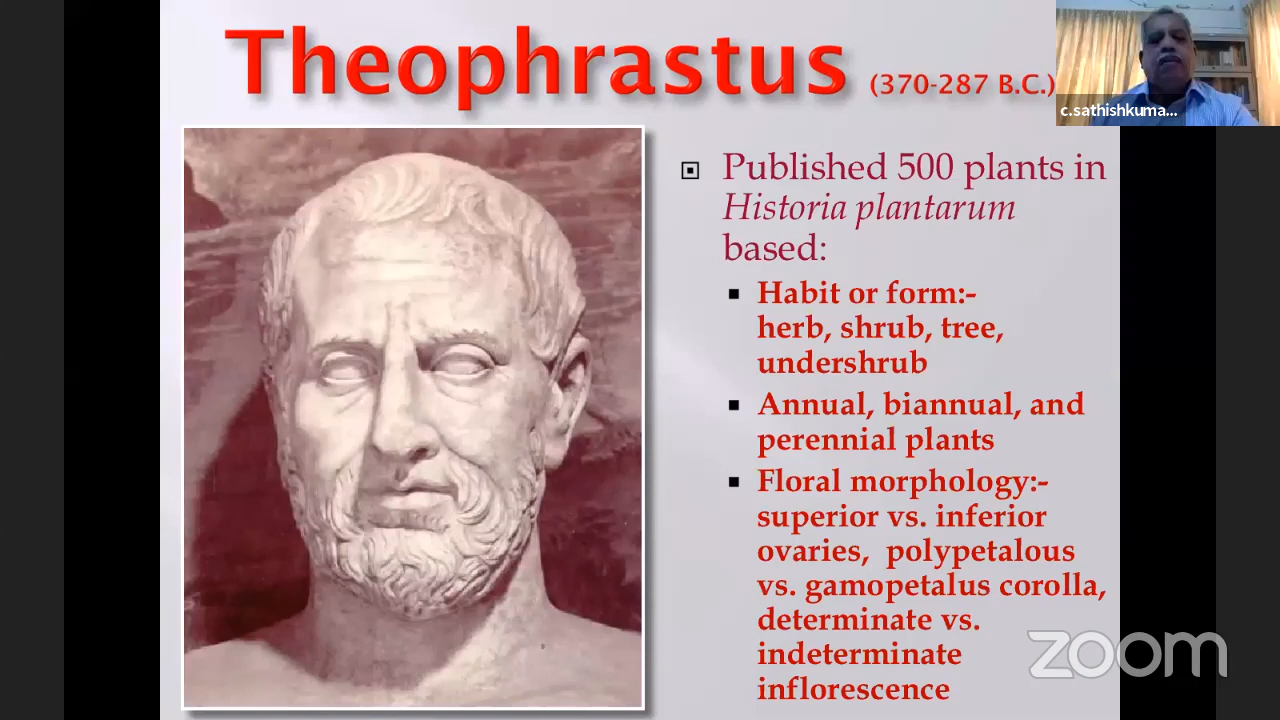 Theophrastus (370-287 B.C.)
c.sathishkuma...
Published 500 plants in
Historia plantarum
based:
Habit or form:-
herb, shrub, tree,
undershrub
Annual, biannual, and
perennial plants
Floral morphology:-
superior vs. inferior
ovaries, polypetalous
vs. gamopetalus corolla,
determinate vs.
indeterminate
inflorescence
zoom